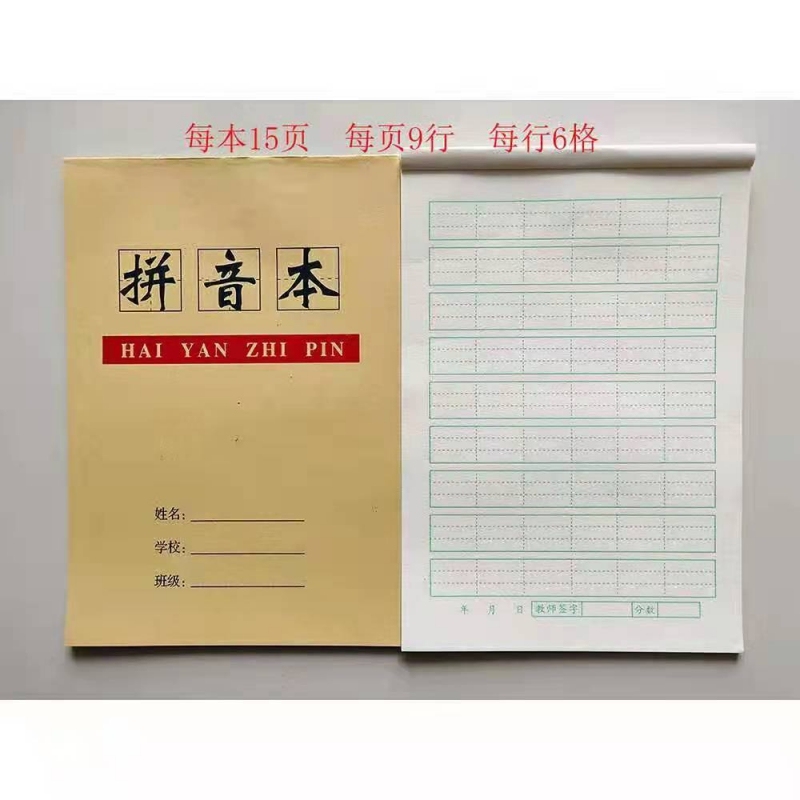 每本15页 每页9行 每行6格
拼音本
HAI YAN ZHI PIN
姓名:
学校:
班级:
年 月 日 教师签字 分数